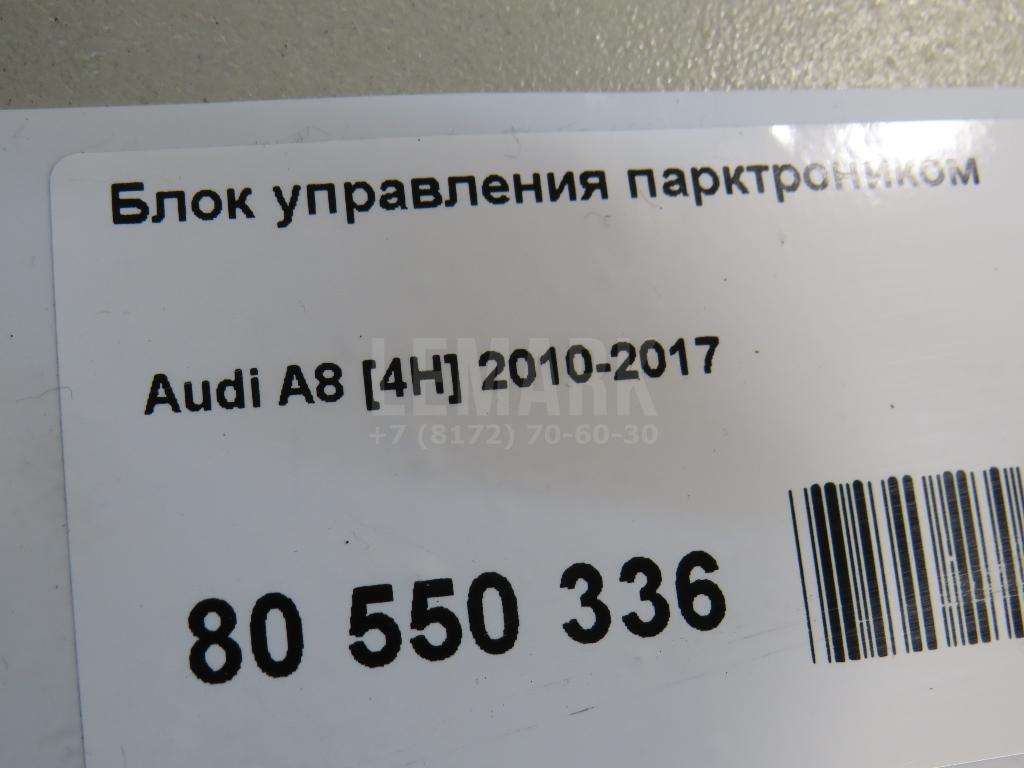 Блок управления парктроником
Audi A8 [4H] 2010-2017
LEMARK
+7 (8172) 70-60-30
80 550 336